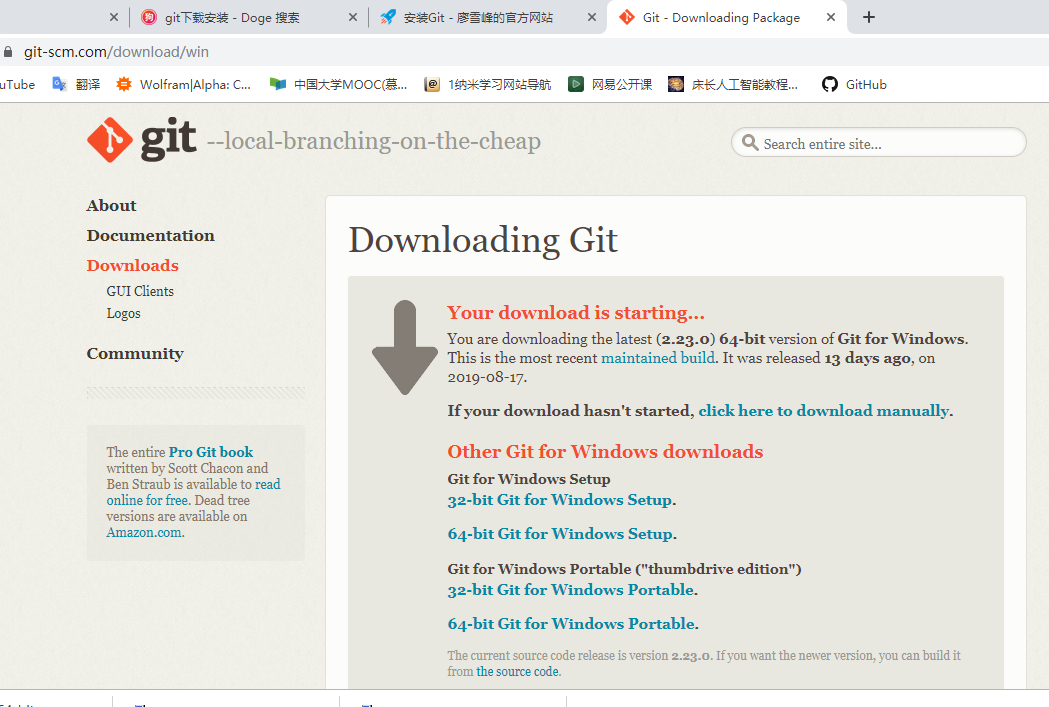 git下载安装 - Doge 搜索
安装Git - 廖雪峰的官方网站
Git - Downloading Package
git-scm.com/download/win
uTube
翻译
Wolfram|Alpha: C...
中国大学MOOC(慕...
1纳米学习网站导航
网易公开课
床长人工智能教程...
GitHub
git --local-branching-on-the-cheap
Search entire site...
About
Documentation
Downloads
GUI Clients
Logos
Community
The entire Pro Git book
written by Scott Chacon and
Ben Straub is available to read
online for free. Dead tree
versions are available on
Amazon.com.
Downloading Git
Your download is starting...
You are downloading the latest (2.23.0) 64-bit version of Git for Windows.
This is the most recent maintained build. It was released 13 days ago, on
2019-08-17.
If your download hasn't started, click here to download manually.
Other Git for Windows downloads
Git for Windows Setup
32-bit Git for Windows Setup.
64-bit Git for Windows Setup.
Git for Windows Portable ("thumbdrive edition")
32-bit Git for Windows Portable.
64-bit Git for Windows Portable.
The current source code release is version 2.23.0. If you want the newer version, you can build it
from the source code.